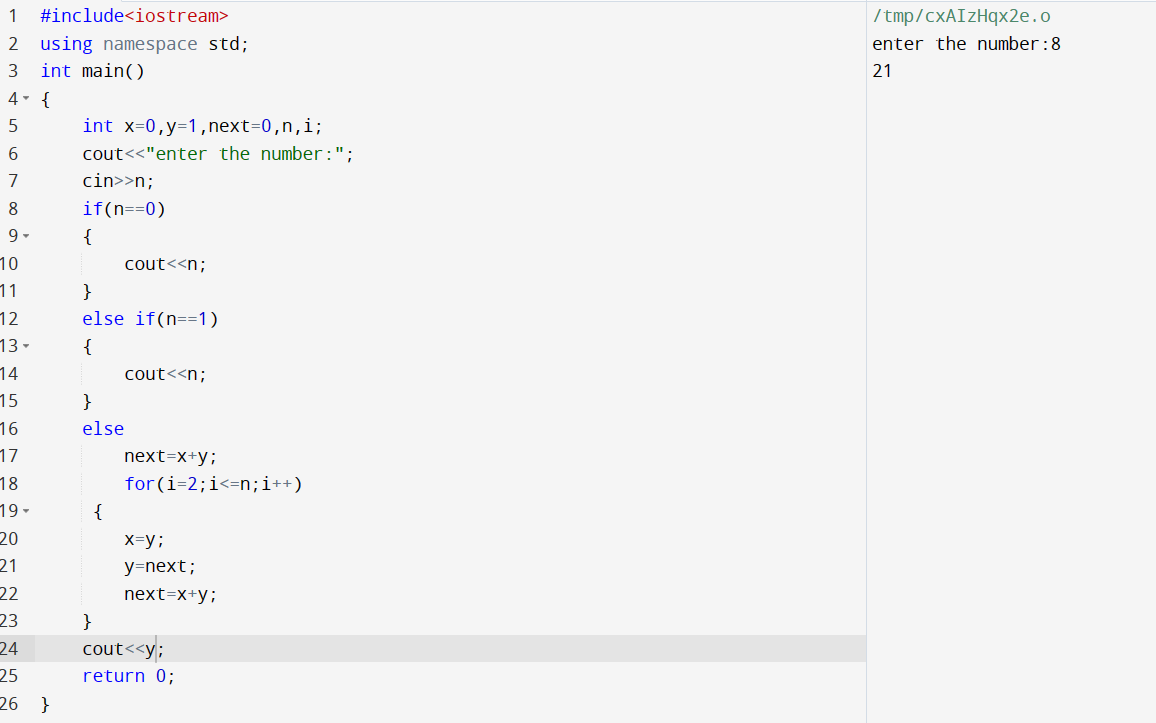 1 #include<iostream>
2 using namespace std;
3 int main()
4 {
5 int x=0,y=1,next=0,n,i;
6 cout<<"enter the number:";
7 cin>>n;
8 if(n==0)
9 {
10 cout<<n;
11 }
12 else if(n==1)
13 {
14 cout<<n;
15 }
16 else
17 next=x+y;
18 for(i=2;i<=n;i++)
19 {
20 x=y;
21 y=next;
22 next=x+y;
23 }
24 cout<<y;
25 return 0;
26 }
/tmp/cxAIzHqx2e.o
enter the number:8
21